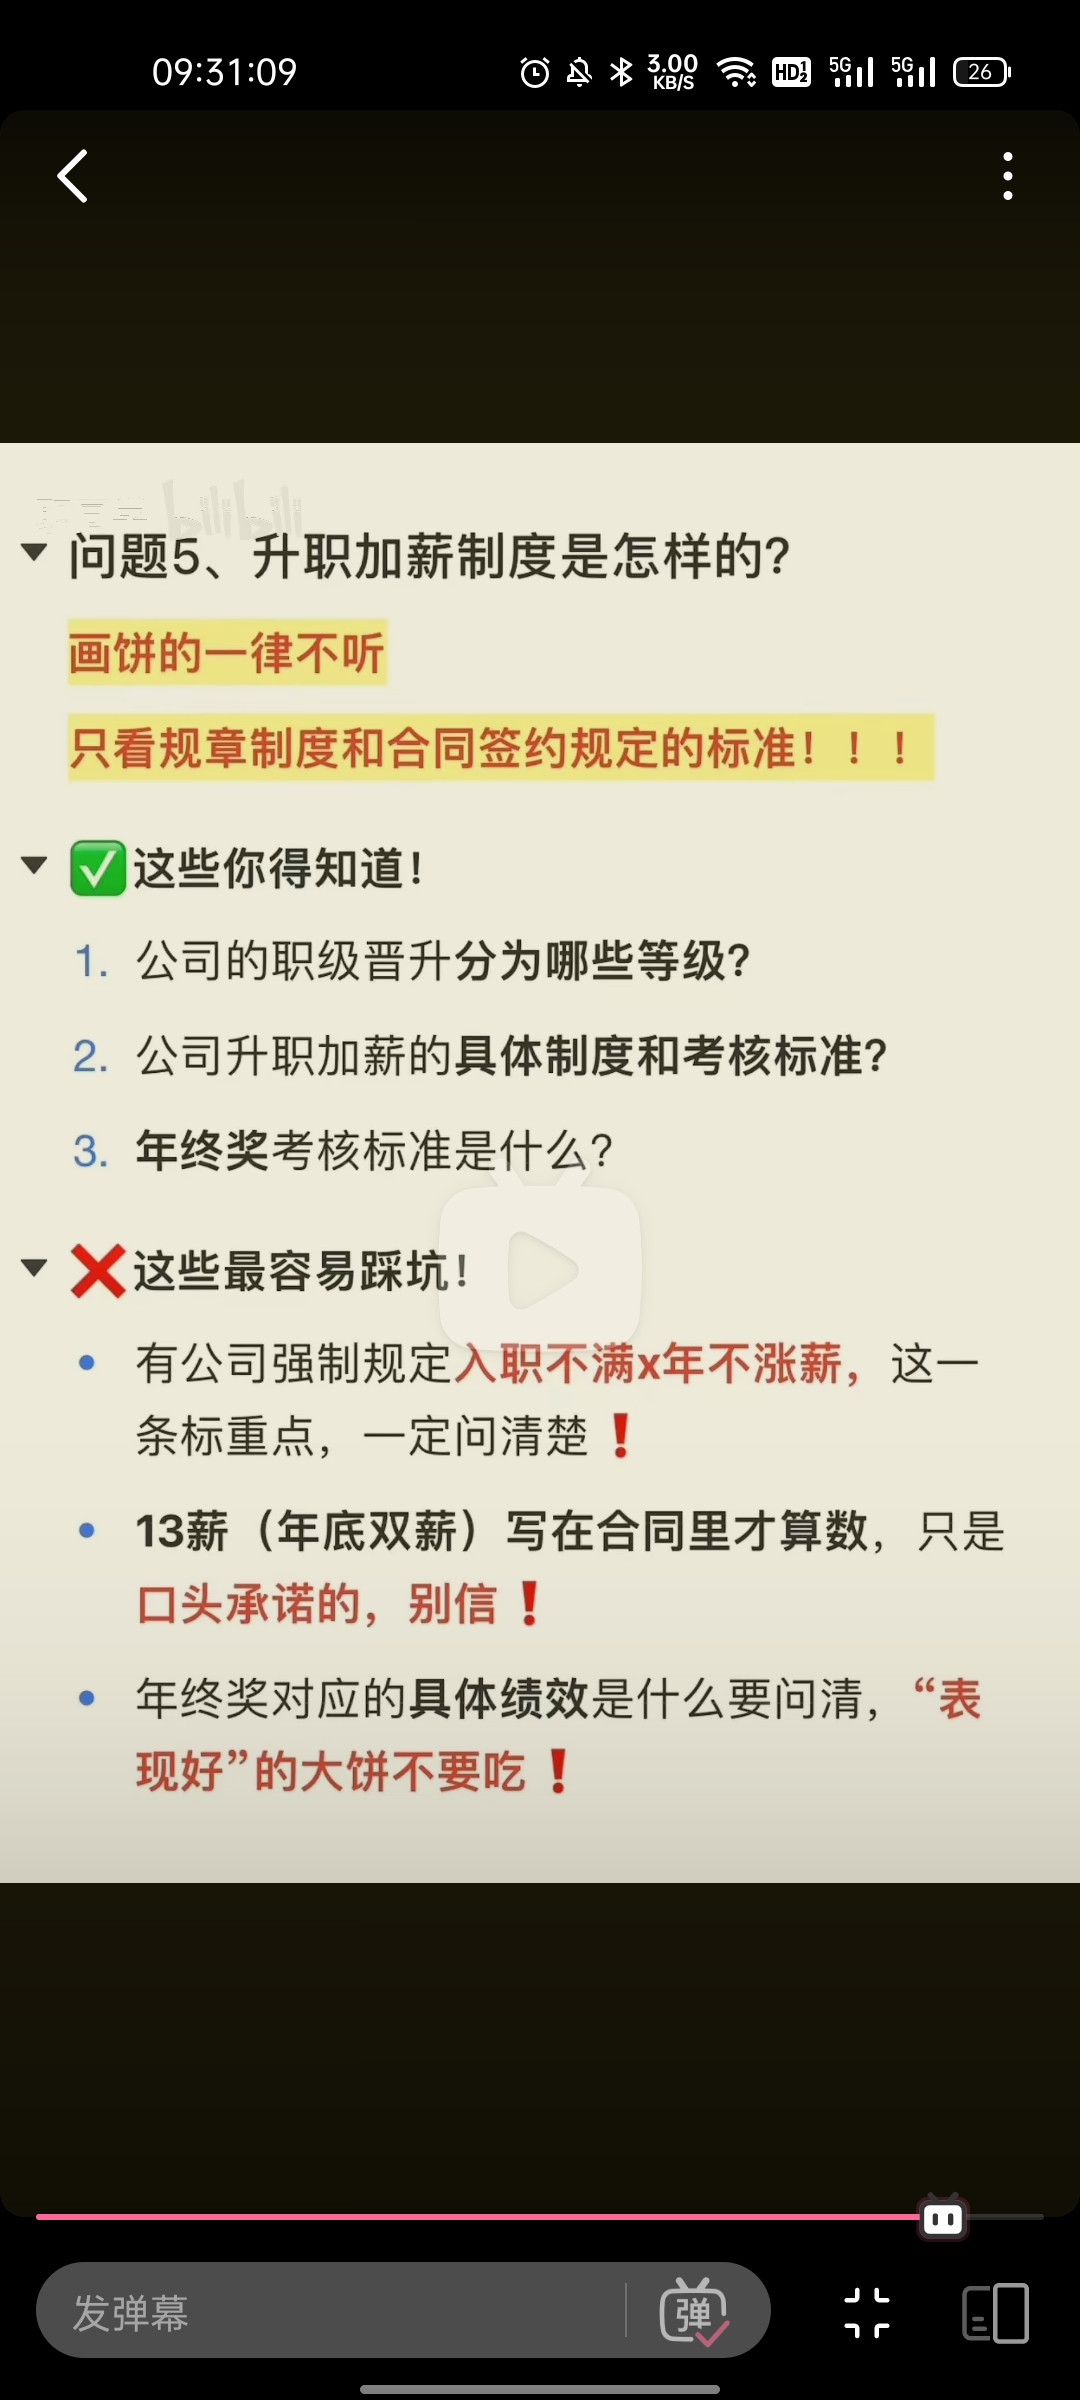 09:31:09 3.00 KB/S HD 1 2 5G 5G 26
bilibili
问题5、升职加薪制度是怎样的?
画饼的一律不听
只看规章制度和合同签约规定的标准！！！
✅这些你得知道！
1. 公司的职级晋升分为哪些等级?
2. 公司升职加薪的具体制度和考核标准?
3. 年终奖考核标准是什么?
❌这些最容易踩坑！
• 有公司强制规定入职不满x年不涨薪，这一
条标重点，一定问清楚❗
• 13薪（年底双薪）写在合同里才算数，只是
口头承诺的，别信❗
• 年终奖对应的具体绩效是什么要问清，“表
现好”的大饼不要吃❗
发弹幕 弹